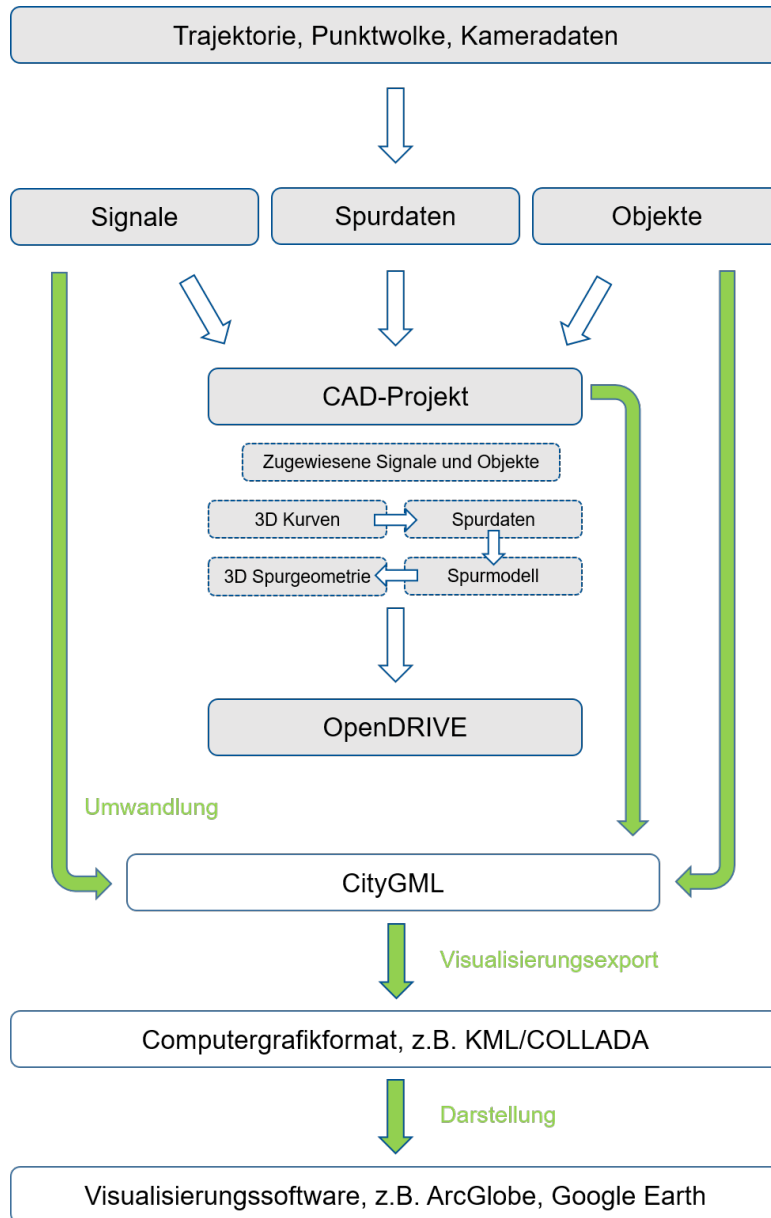 Trajektorie, Punktwolke, Kameradaten
Signale
Spurdaten
Objekte
CAD-Projekt
Zugewiesene Signale und Objekte
3D Kurven
Spurdaten
3D Spurgeometrie
Spurmodell
OpenDRIVE
Umwandlung
CityGML
Visualisierungsexport
Computergrafikformat, z.B. KML/COLLADA
Darstellung
Visualisierungssoftware, z.B. ArcGlobe, Google Earth